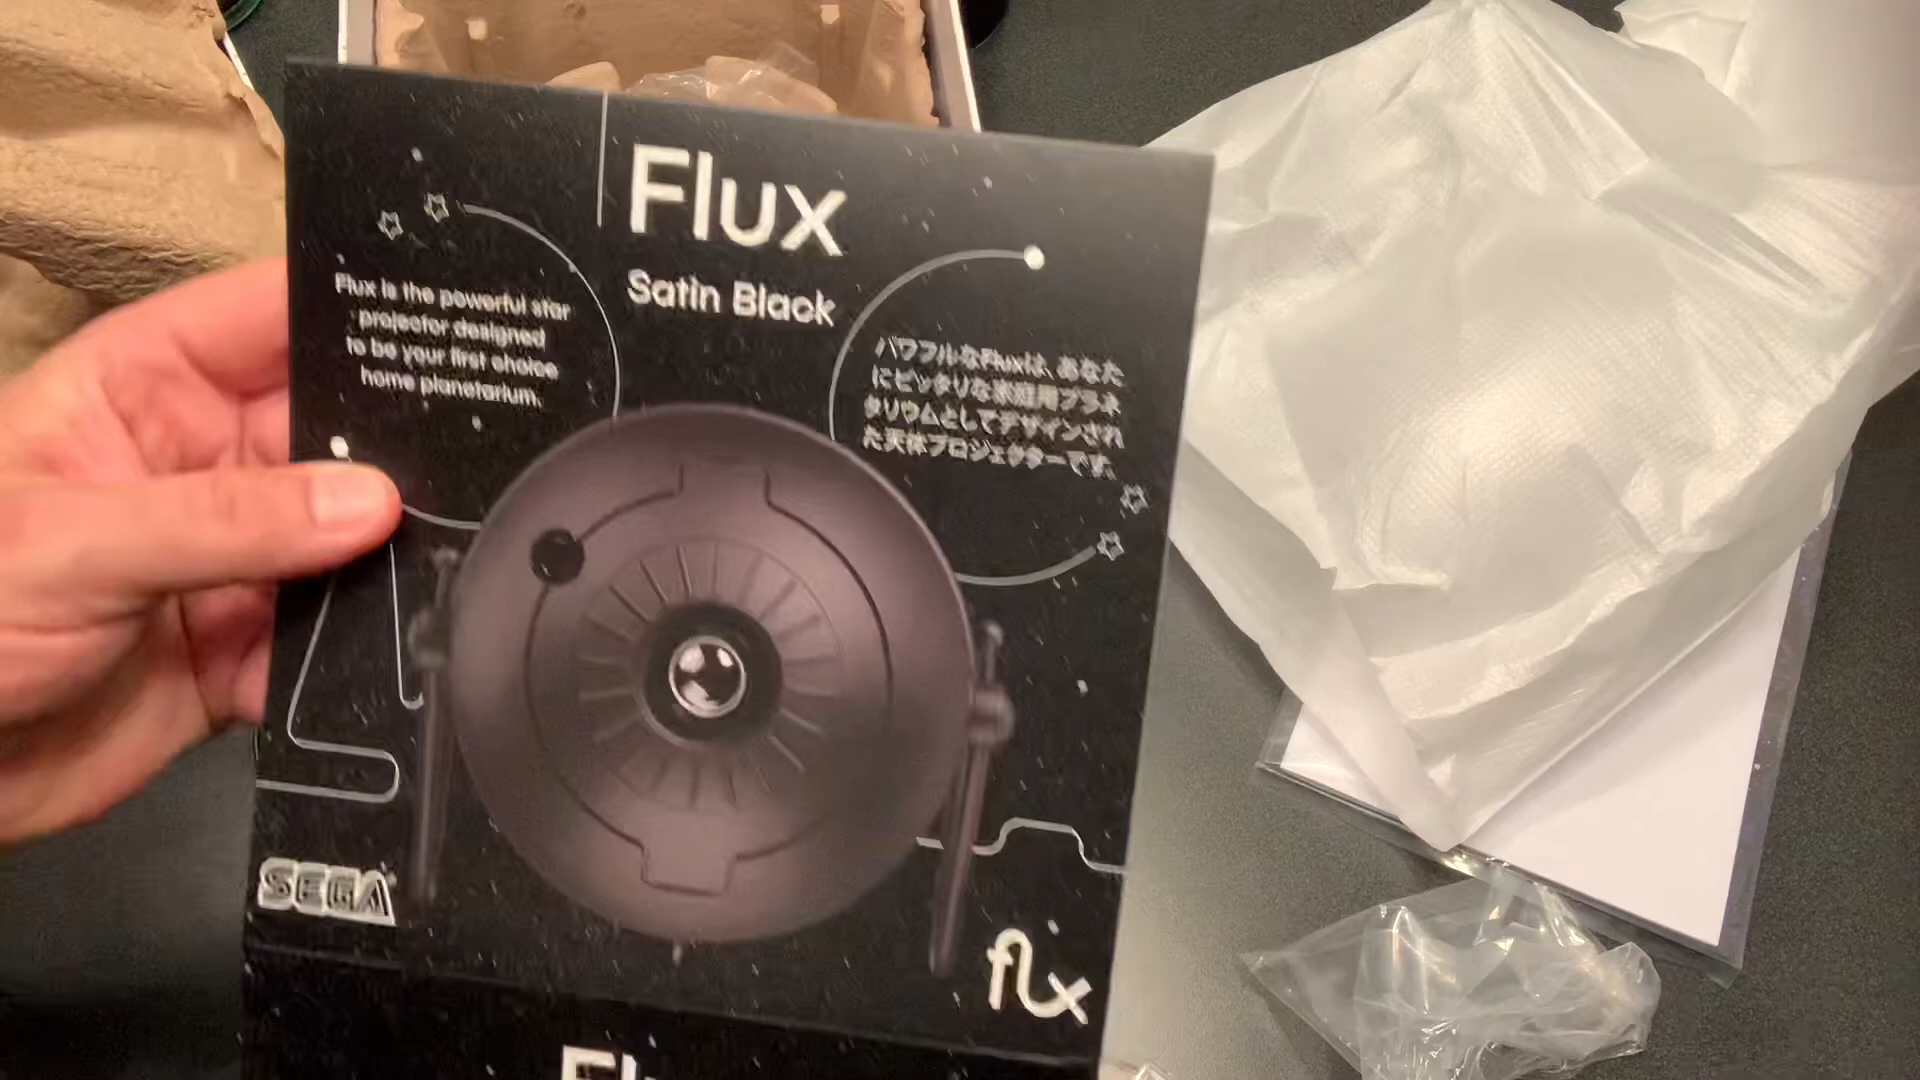 Flux
Satin Black
Flux is the powerful star
projector designed
to be your first choice
home planetarium.
パワフルなFluxは、あなた
にピッタリな家庭用プラネ
タリウムとしてデザインされ
た天体プロジェクターです。
SEGA
flux